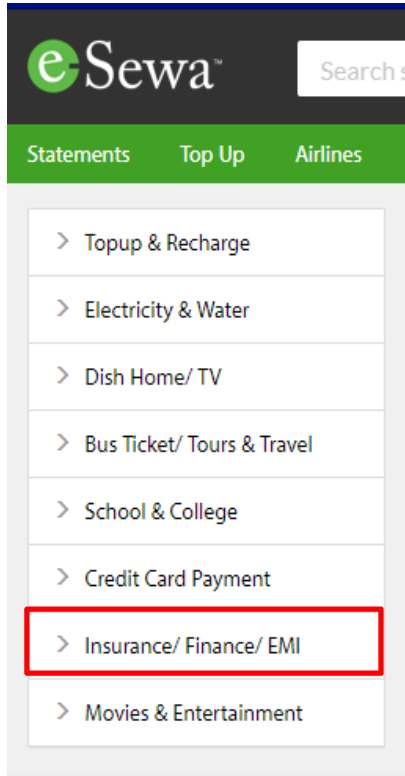 eSewa™
Search
Statements Top Up Airlines
> Topup & Recharge
> Electricity & Water
> Dish Home/ TV
> Bus Ticket/ Tours & Travel
> School & College
> Credit Card Payment
> Insurance/ Finance/ EMI
> Movies & Entertainment